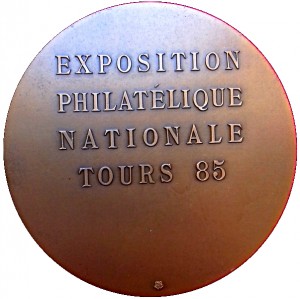 EXPOSITION
PHILATÉLIQUE
NATIONALE
TOURS 85